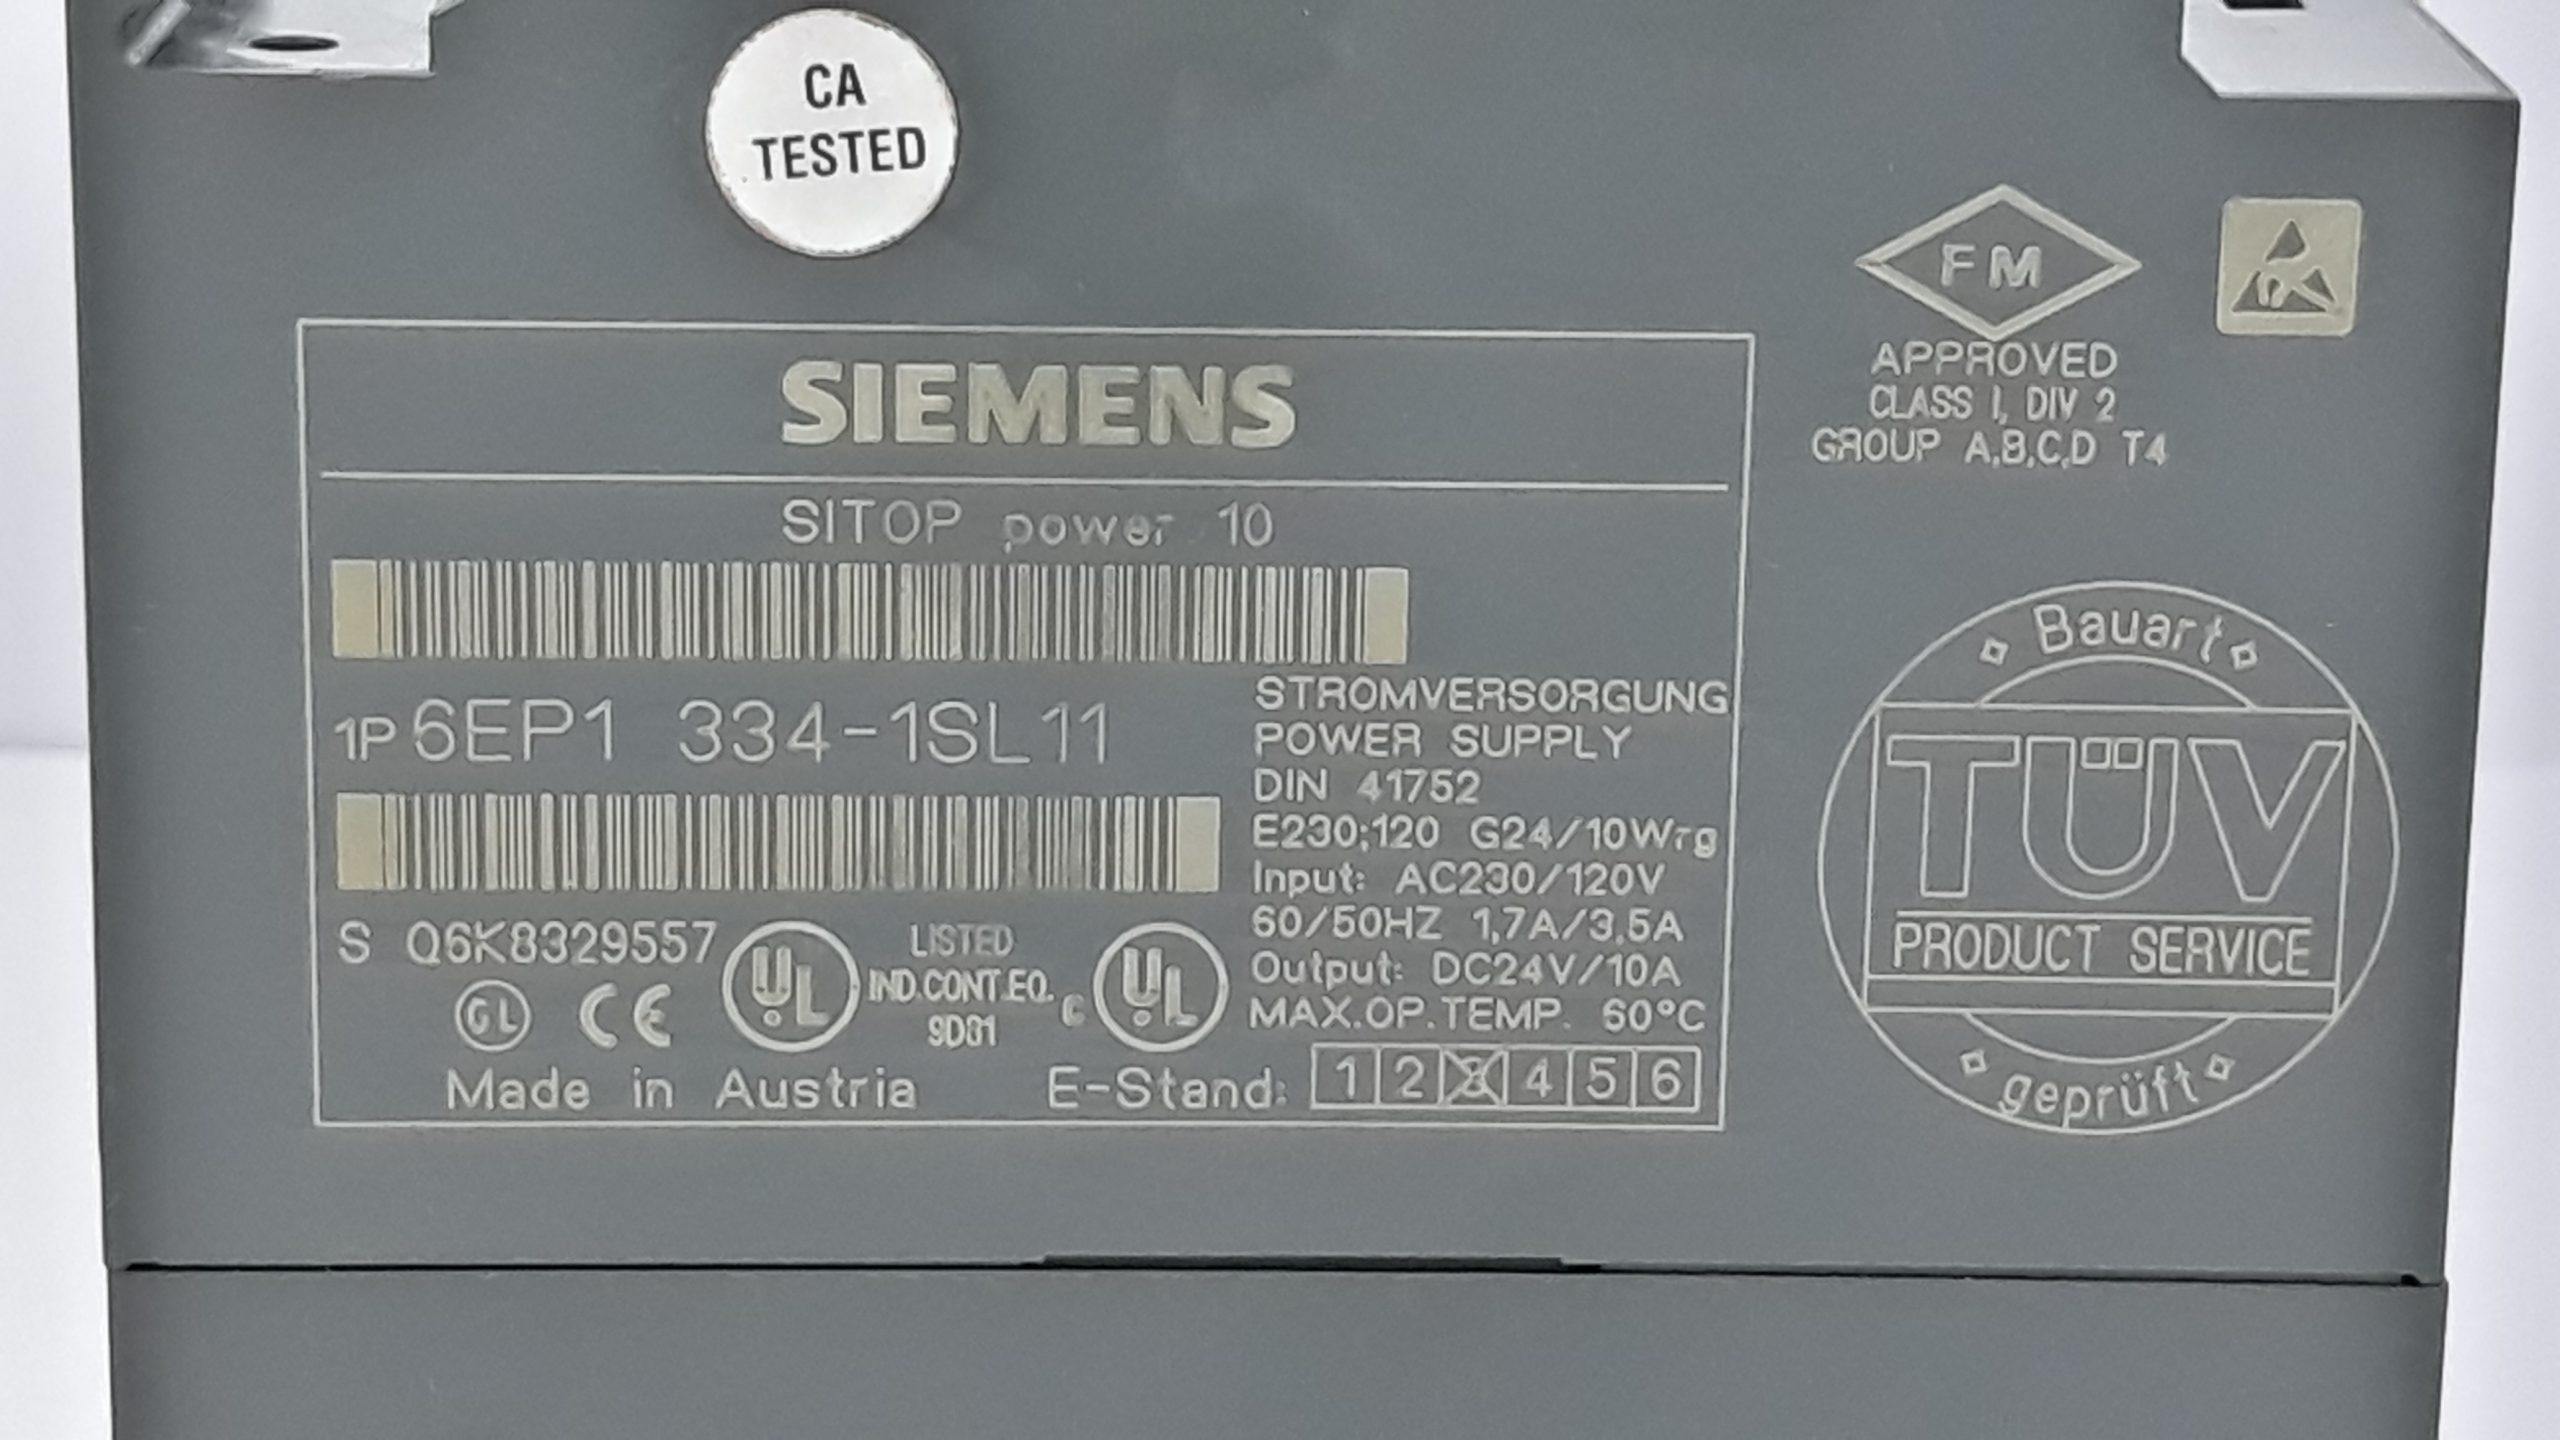 CA
TESTED
FM
APPROVED
CLASS I, DIV 2
GROUP A,B,C,D T4
SIEMENS
SITOP power 10
1P 6EP1 334-1SL11
STROMVERSORGUNG
POWER SUPPLY
DIN 41752
E230;120 G24/10Wrg
Input: AC230/120V
60/50HZ 1,7A/3,5A
Output: DC24V/10A
MAX.OP.TEMP. 60°C
S Q6K8329557
GL CE
UL
LISTED
IND.CONT.EQ.
9D81
C UL
Made in Austria
E-Stand: 1 2 3 4 5 6
Bauart
TÜV
PRODUCT SERVICE
geprüft